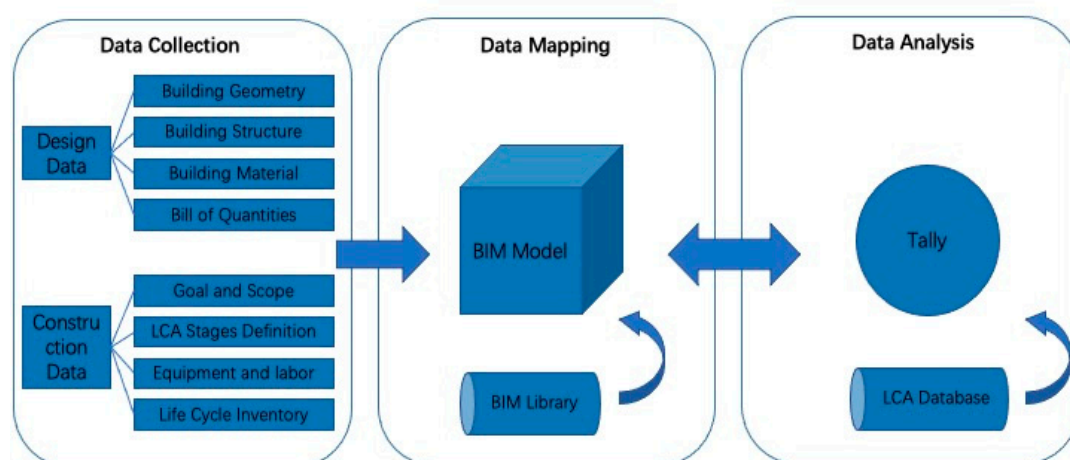 Data Collection
Design
Data
Building Geometry
Building Structure
Building Material
Bill of Quantities
Constru
ction
Data
Goal and Scope
LCA Stages Definition
Equipment and labor
Life Cycle Inventory
Data Mapping
BIM Model
BIM Library
Data Analysis
Tally
LCA Database